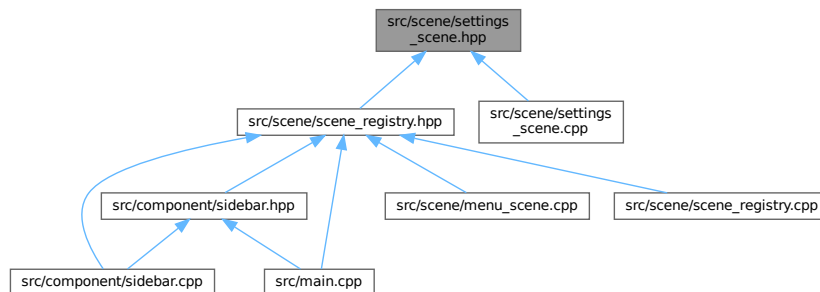 src/scene/settings
_scene.hpp
src/scene/scene_registry.hpp
src/scene/settings
_scene.cpp
src/component/sidebar.hpp
src/scene/menu_scene.cpp
src/scene/scene_registry.cpp
src/component/sidebar.cpp
src/main.cpp